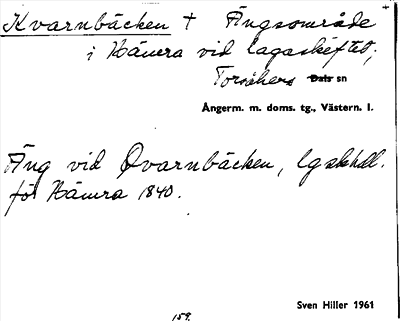 Kvarnbäcken † Ängsområde
i Hämra vid lagaskiftet,
Torsåkers Dals sn
Ångerm. m. doms. tg., Västern. l.
Äng vid Qvarnbäcken, lgskhdl.
för Hämra 1840.
Sven Hiller 1961
159.